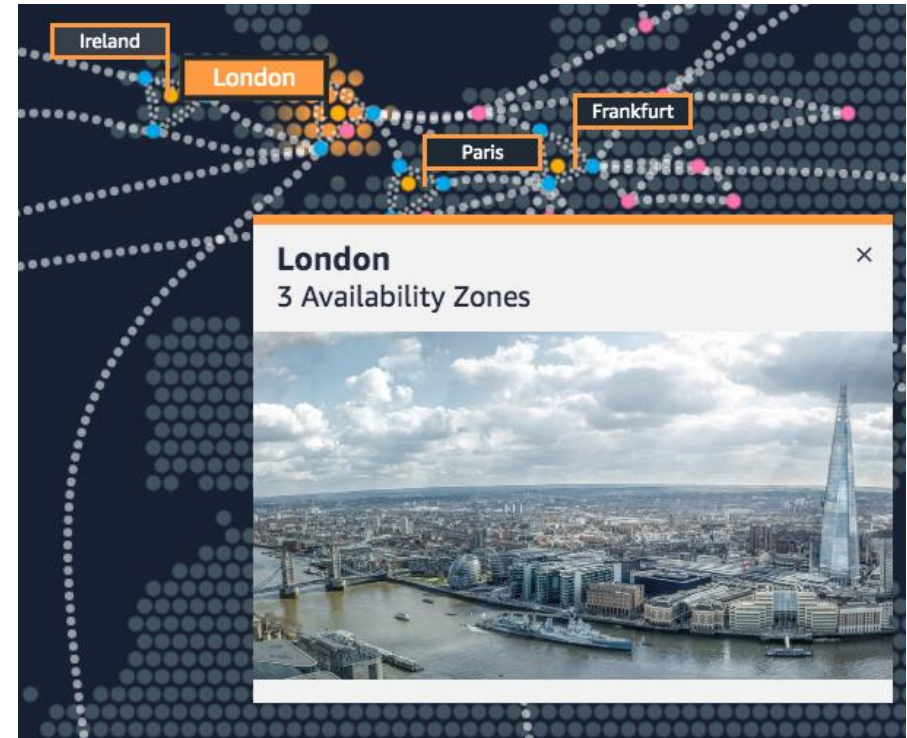 Ireland
London
Frankfurt
Paris
London
3 Availability Zones